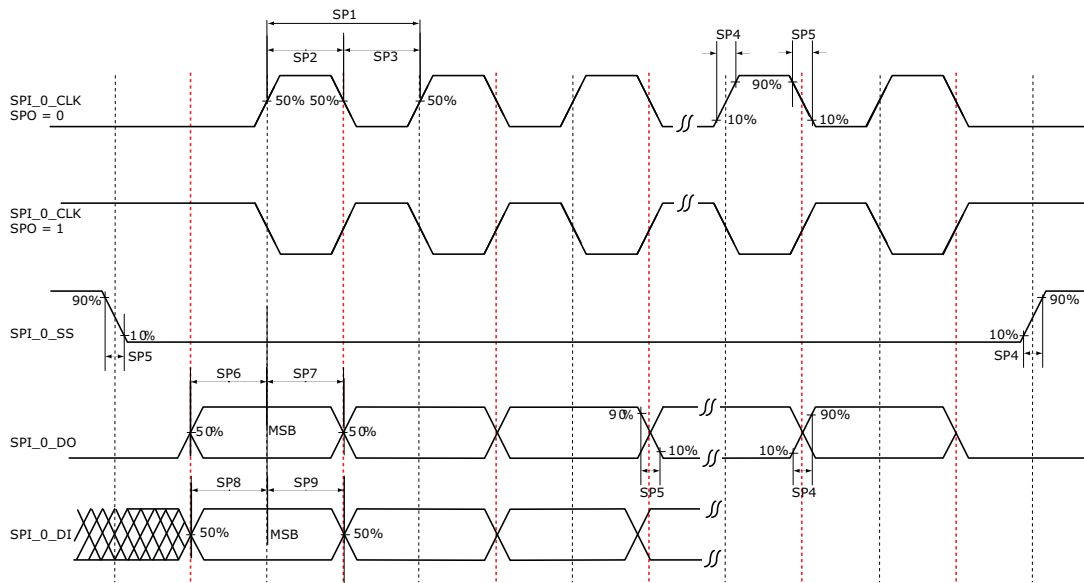 SP1
SP2 SP3
SP4 SP5
SPI_0_CLK
SPO = 0
50% 50% 50%
90%
10% 10%
SPI_0_CLK
SPO = 1
90% 90%
SPI_0_SS
10% 10%
SP5 SP4
SP6 SP7
SPI_0_DO
50% MSB 50%
90% 90%
10% 10%
SP5 SP4
SP8 SP9
SPI_0_DI
50% MSB 50%